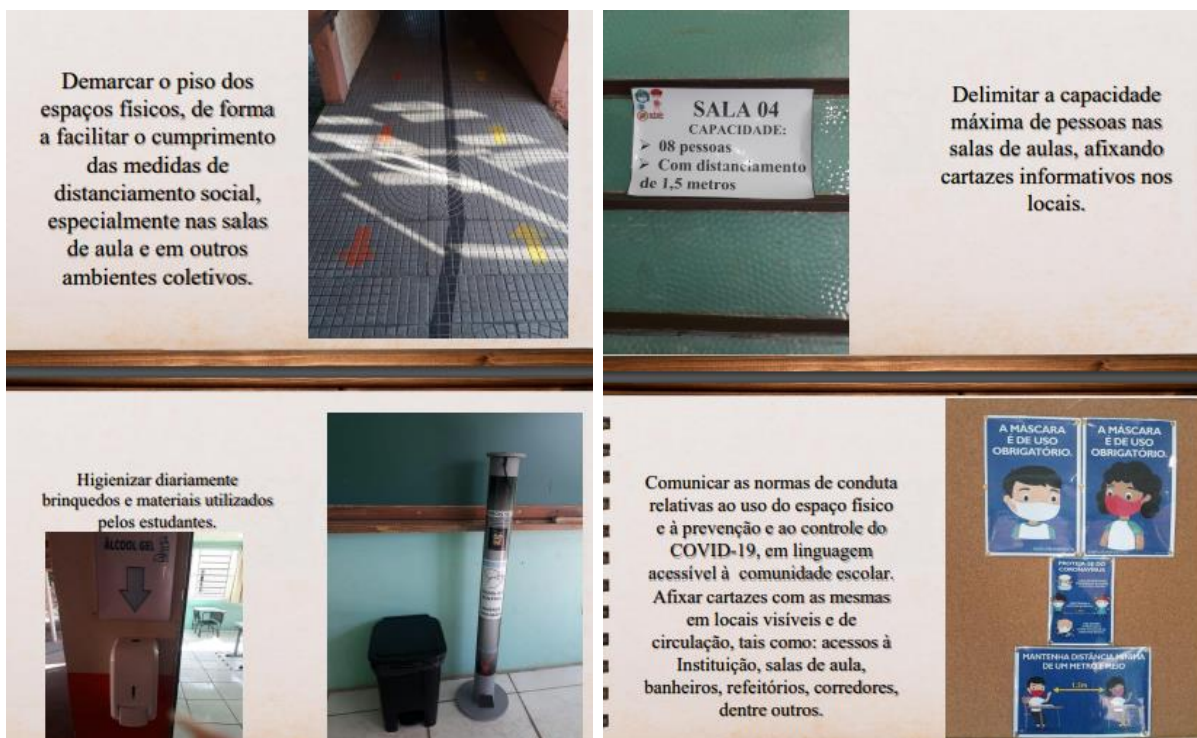 Demarcar o piso dos
espaços físicos, de forma
a facilitar o cumprimento
das medidas de
distanciamento social,
especialmente nas salas
de aula e em outros
ambientes coletivos.
SALA 04
CAPACIDADE:
➢ 08 pessoas
➢ Com distanciamento
de 1,5 metros
Delimitar a capacidade
máxima de pessoas nas
salas de aulas, afixando
cartazes informativos nos
locais.
Higienizar diariamente
brinquedos e materiais utilizados
pelos estudantes.
ÁLCOOL GEL
Comunicar as normas de conduta
relativas ao uso do espaço físico
e à prevenção e ao controle do
COVID-19, em linguagem
acessível à comunidade escolar.
Afixar cartazes com as mesmas
em locais visíveis e de
circulação, tais como: acessos à
Instituição, salas de aula,
banheiros, refeitórios, corredores,
dentre outros.
A MÁSCARA
É DE USO
OBRIGATÓRIO.
A MÁSCARA
É DE USO
OBRIGATÓRIO.
PROTEJA-SE DO
CORONAVÍRUS
MANTENHA DISTÂNCIA MÍNIMA
DE UM METRO E MEIO
1,5m